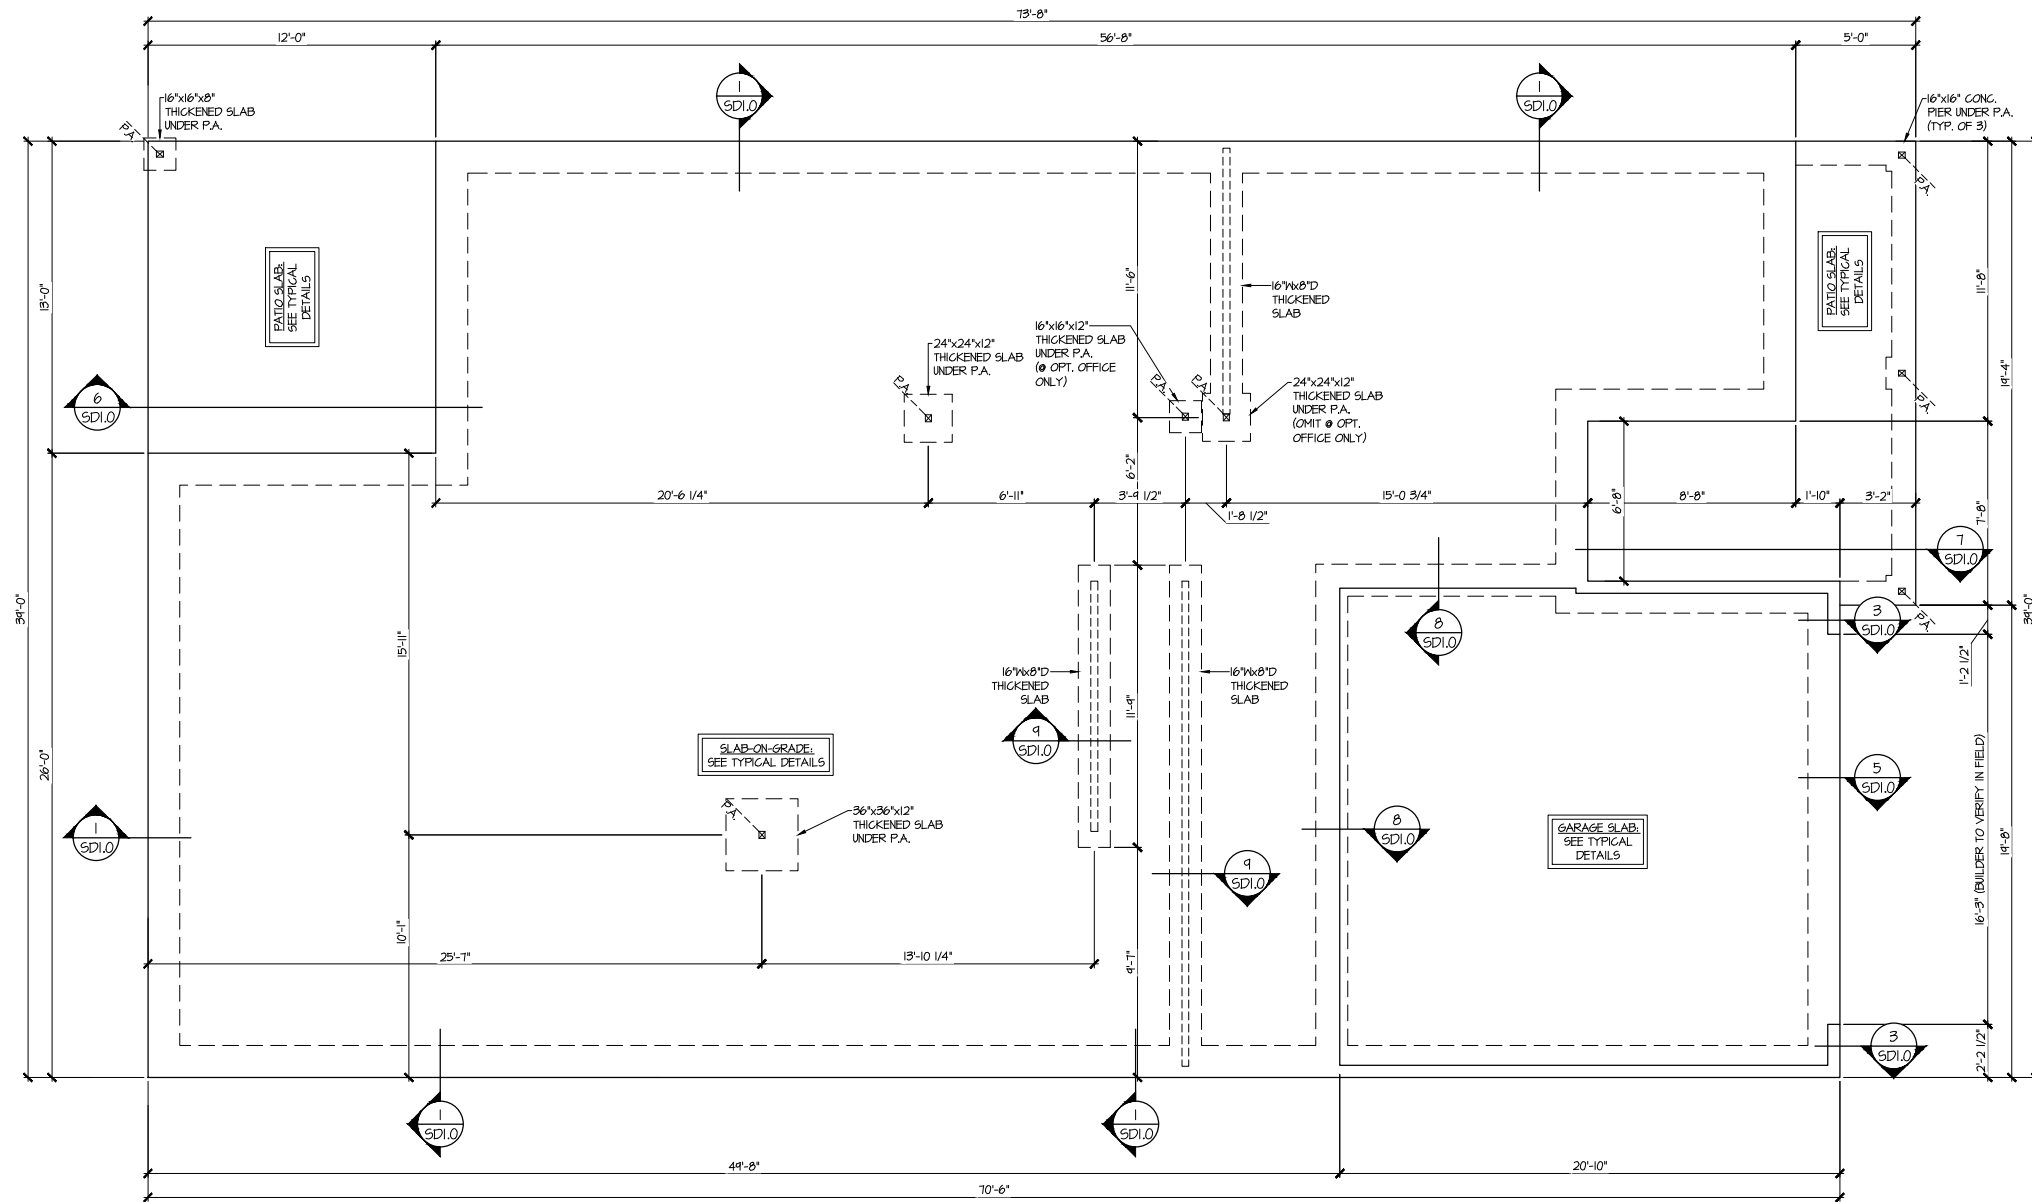 73'-8"
12'-0"
56'-8"
5'-0"
1
SD1.0
1
SD1.0
16"x16"x8"
THICKENED SLAB
UNDER P.A.
P.A.
16"x16" CONC.
PIER UNDER P.A.
(TYP. OF 3)
P.A.
PATIO SLAB:
SEE TYPICAL
DETAILS
PATIO SLAB:
SEE TYPICAL
DETAILS
13'-0"
11'-6"
11'-8"
19'-4"
16"Wx8"D
THICKENED
SLAB
16"x16"x12"
THICKENED SLAB
UNDER P.A.
(@ OPT. OFFICE
ONLY)
24"x24"x12"
THICKENED SLAB
UNDER P.A.
24"x24"x12"
THICKENED SLAB
UNDER P.A.
(OMIT @ OPT.
OFFICE ONLY)
P.A.
P.A.
P.A.
P.A.
6
SD1.0
6'-2"
20'-6 1/4"
6'-11"
3'-9 1/2"
1'-8 1/2"
15'-0 3/4"
6'-8"
8'-8"
1'-10"
3'-2"
7'-8"
7
SD1.0
39'-0"
39'-0"
15'-11"
8
SD1.0
3
SD1.0
P.A.
1'-2 1/2"
16"Wx8"D
THICKENED
SLAB
16"Wx8"D
THICKENED
SLAB
11'-9"
9
SD1.0
SLAB-ON-GRADE:
SEE TYPICAL DETAILS
26'-0"
5
SD1.0
16'-3" (BUILDER TO VERIFY IN FIELD)
19'-8"
P.A.
36"x36"x12"
THICKENED SLAB
UNDER P.A.
1
SD1.0
8
SD1.0
GARAGE SLAB:
SEE TYPICAL
DETAILS
9
SD1.0
10'-1"
25'-7"
13'-10 1/4"
9'-7"
3
SD1.0
2'-2 1/2"
1
SD1.0
1
SD1.0
49'-8"
20'-10"
70'-6"